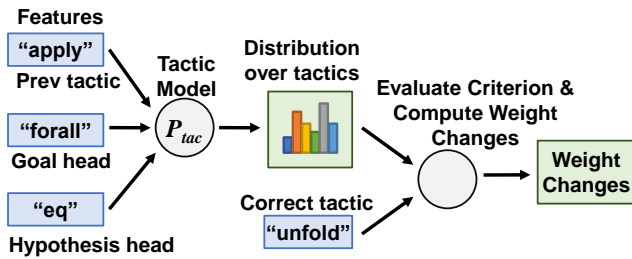 Features
“apply”
Prev tactic
“forall”
Goal head
“eq”
Hypothesis head
Tactic
Model
P_tac
Distribution
over tactics
Evaluate Criterion &
Compute Weight
Changes
Correct tactic
“unfold”
Weight
Changes